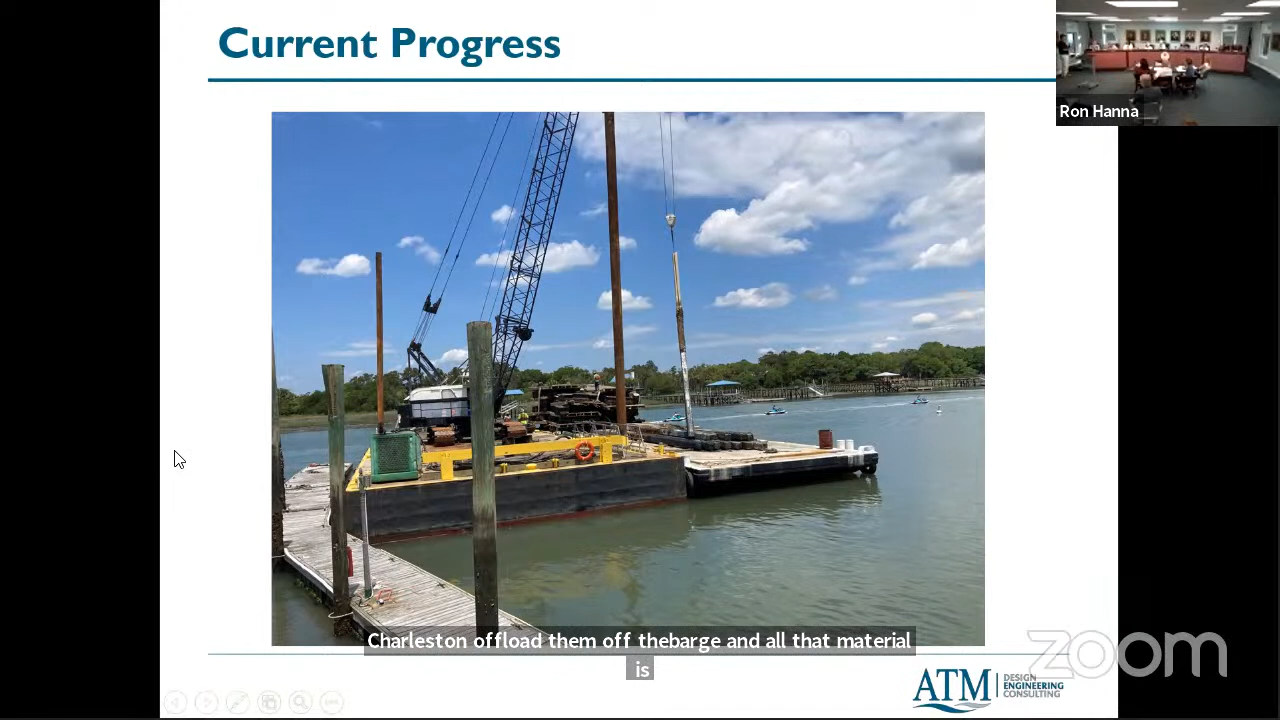 Current Progress
Ron Hanna
Charleston offload them off thebarge and all that material
is
zoom
ATM
DESIGN
ENGINEERING
CONSULTING